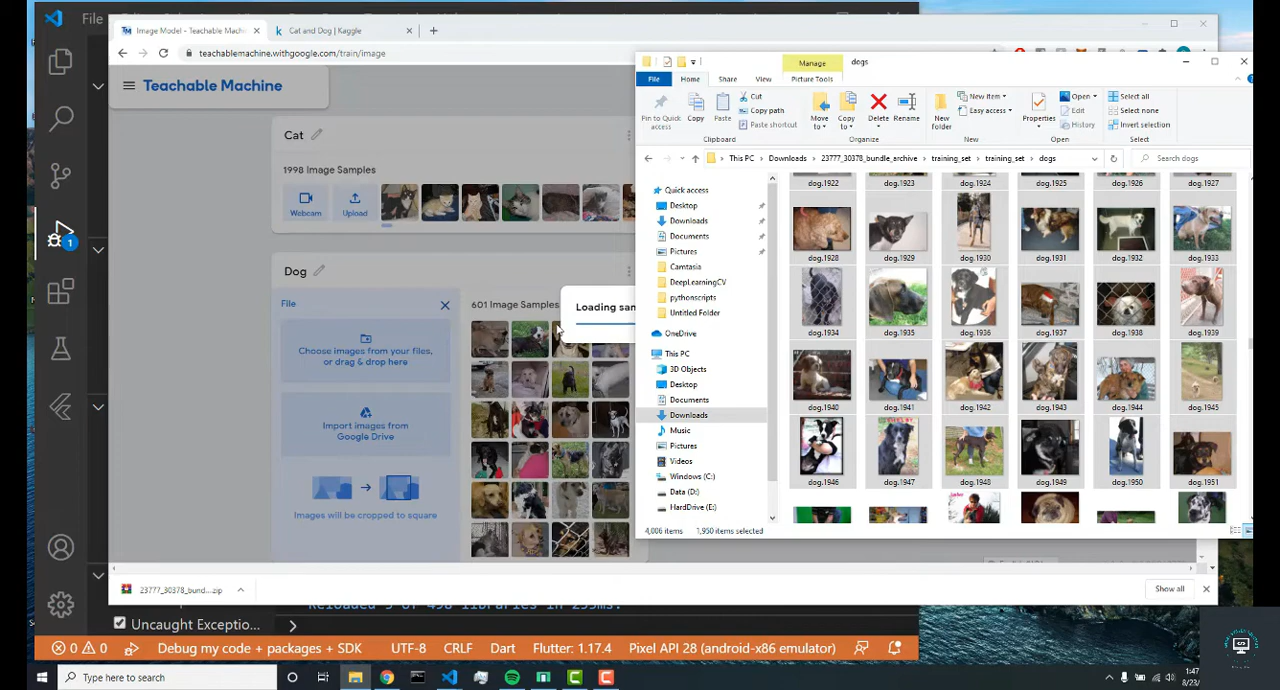 File
Image Model - Teachable Machin
Cat and Dog | Kaggle
teachablemachine.withgoogle.com/train/image
Teachable Machine
Cat
1998 Image Samples
Webcam
Upload
Dog
File
Choose images from your files,
or drag & drop here
Import images from
Google Drive
Images will be cropped to square
601 Image Samples
Loading sam
Manage
dogs
File
Home
Share
View
Picture Tools
Pin to Quick
access
Copy
Paste
Cut
Copy path
Paste shortcut
Clipboard
Move
to
Copy
to
Delete
Rename
Organize
New
folder
New item
Easy access
New
Properties
Open
Edit
History
Open
Select all
Select none
Invert selection
Select
This PC > Downloads > 23777_30378_bundle_archive > training_set > training_set > dogs
Search dogs
Quick access
Desktop
Downloads
Documents
Pictures
Camtasia
DeepLearningCV
pythonscripts
Untitled Folder
OneDrive
This PC
3D Objects
Desktop
Documents
Downloads
Music
Pictures
Videos
Windows (C:)
Data (D:)
HardDrive (E:)
dog.1922 dog.1923 dog.1924 dog.1925 dog.1926 dog.1927
dog.1928 dog.1929 dog.1930 dog.1931 dog.1932 dog.1933
dog.1934 dog.1935 dog.1936 dog.1937 dog.1938 dog.1939
dog.1940 dog.1941 dog.1942 dog.1943 dog.1944 dog.1945
dog.1946 dog.1947 dog.1948 dog.1949 dog.1950 dog.1951
4,006 items 1,950 items selected
23777_30378_bund....zip
Show all
Reloaded
libraries in
Uncaught Exceptio...
0 0 Debug my code + packages + SDK UTF-8 CRLF Dart Flutter: 1.17.4 Pixel API 28 (android-x86 emulator)
Type here to search
1:47
8/23/